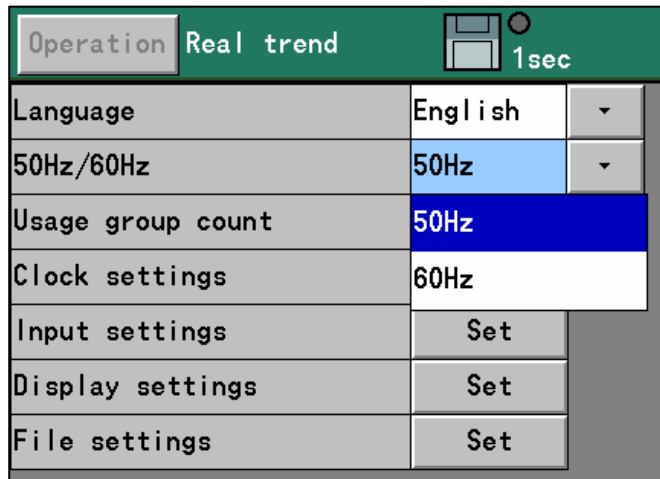 Operation Real trend 1sec
Language English
50Hz/60Hz 50Hz
Usage group count 50Hz
Clock settings 60Hz
Input settings Set
Display settings Set
File settings Set